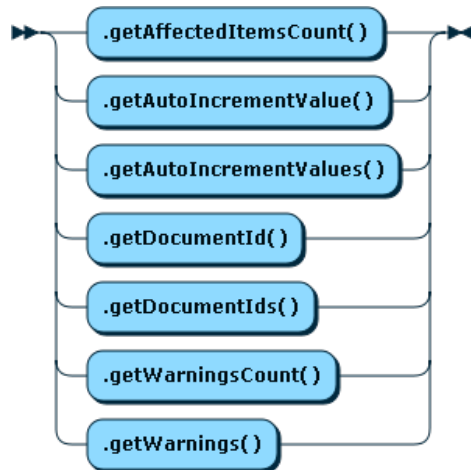 .getAffectedItemsCount()
.getAutoIncrementValue()
.getAutoIncrementValues()
.getDocumentId()
.getDocumentIds()
.getWarningsCount()
.getWarnings()